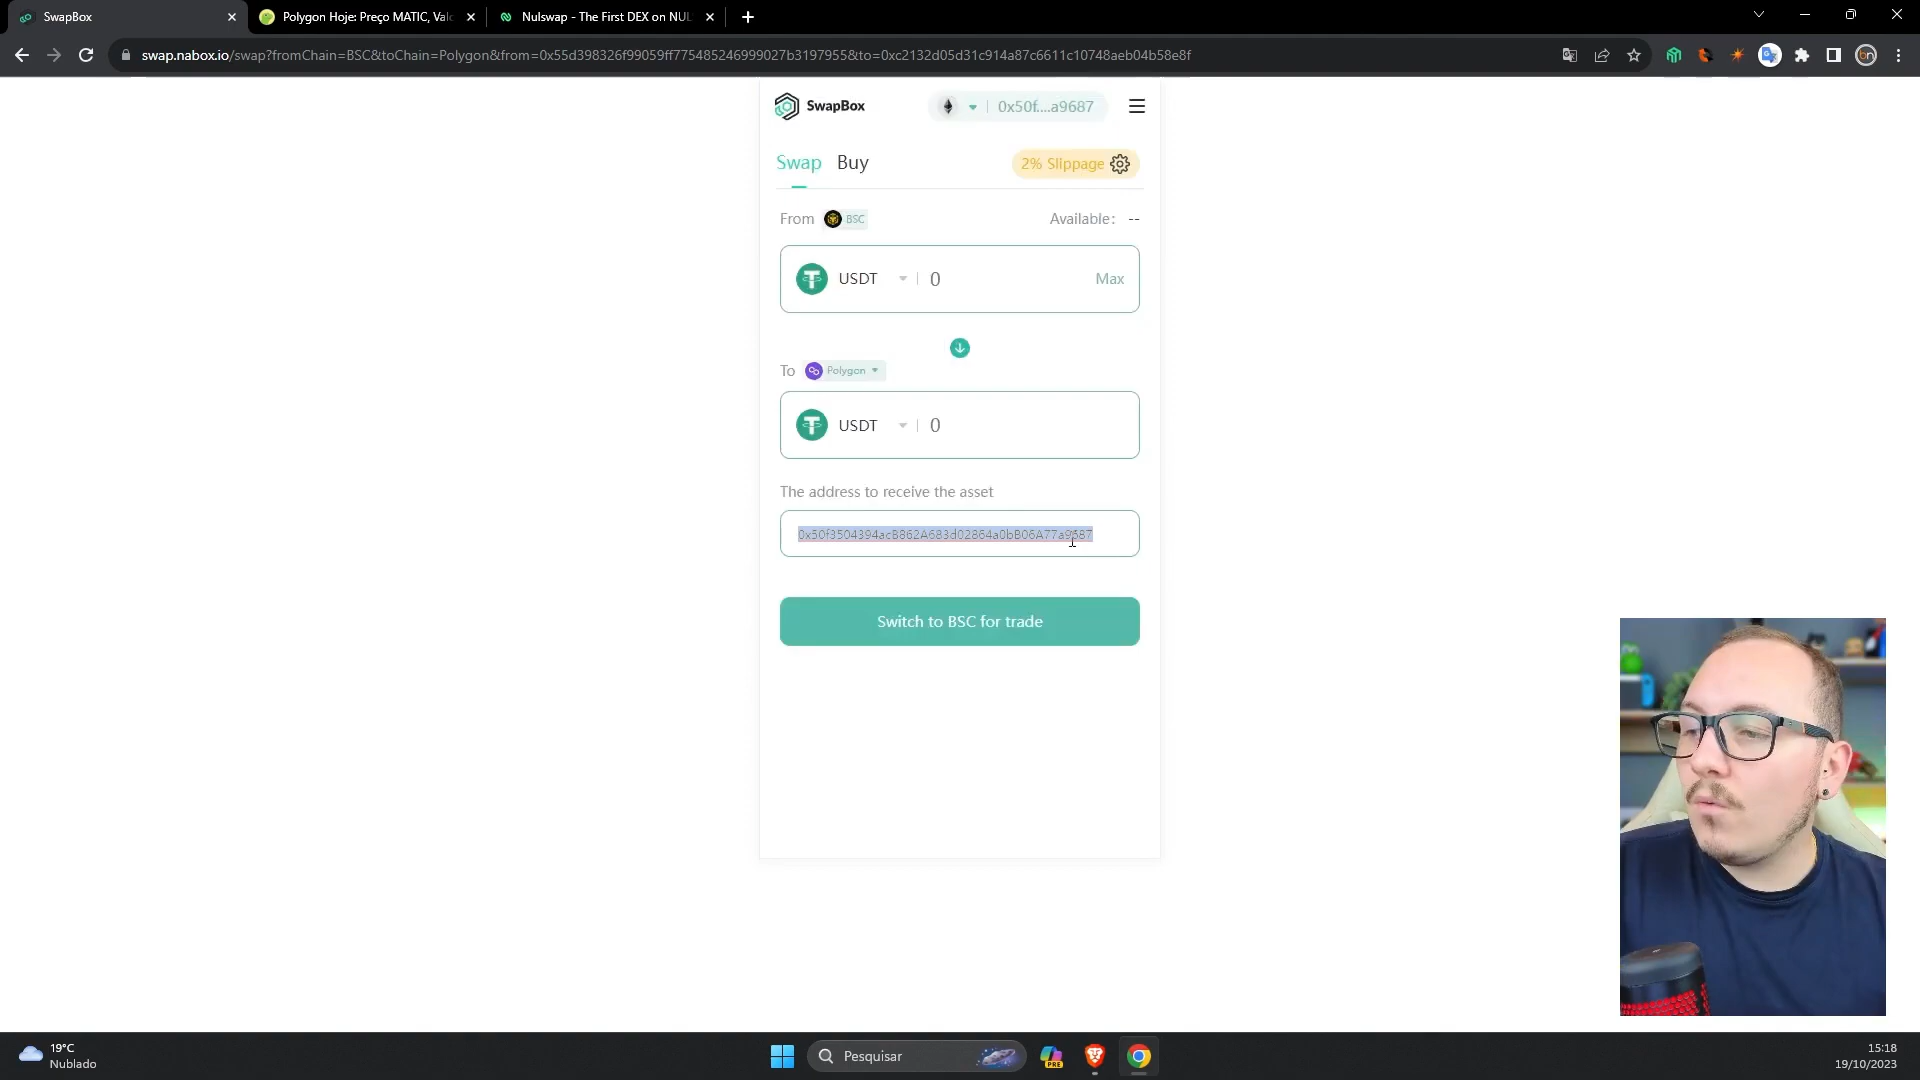 SwapBox
Polygon Hoje: Preço MATIC, Valo
Nulswap - The First DEX on NUL
swap.nabox.io/swap?fromChain=BSC&toChain=Polygon&from=0x55d398326f99059ff775485246999027b3197955&to=0xc2132d05d31c914a87c6611c10748aeb04b58e8f
SwapBox
0x50f....a9687
Swap
Buy
2% Slippage
From
BSC
Available: --
USDT
0
Max
To
Polygon
USDT
0
The address to receive the asset
0x50f3504394acB862A683d02864a0bB06A77a9687
Switch to BSC for trade
19°C
Nublado
Pesquisar
PRE
15:18
19/10/2023